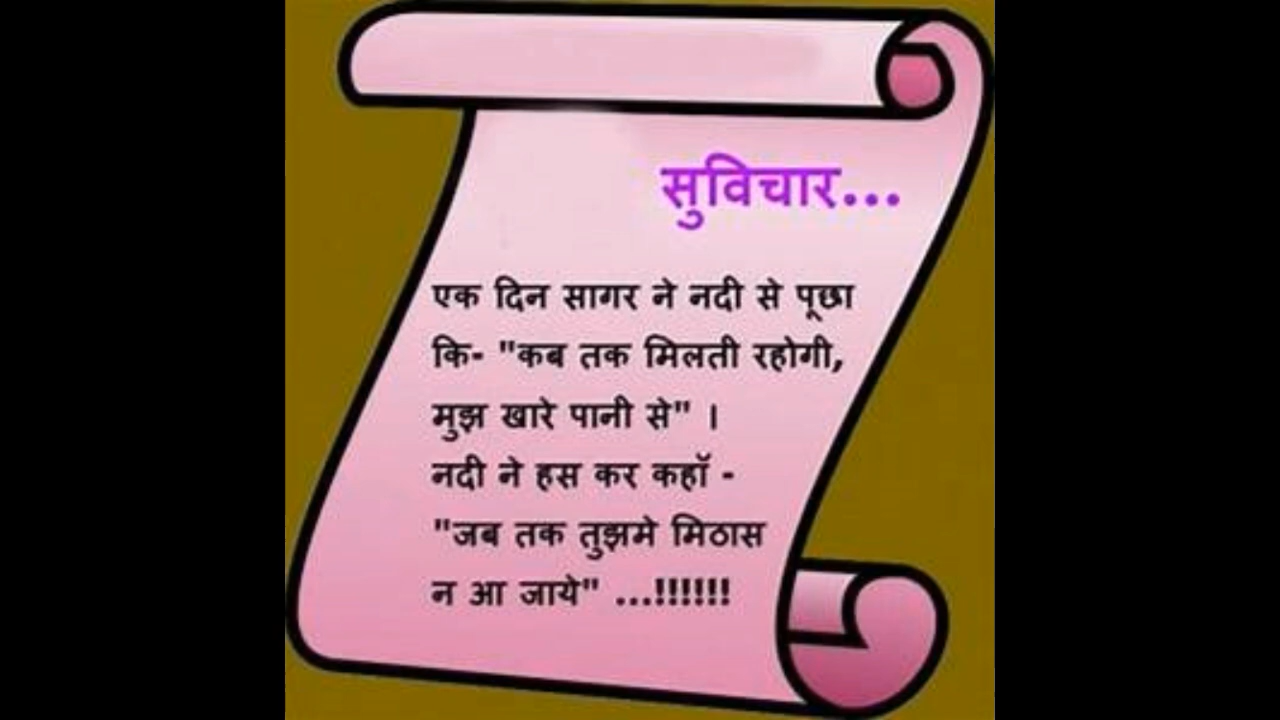 सुविचार...
एक दिन सागर ने नदी से पूछा
कि- "कब तक मिलती रहोगी,
मुझ खारे पानी से" ।
नदी ने हस कर कहॉ -
"जब तक तुझमे मिठास
न आ जाये" ...!!!!!!